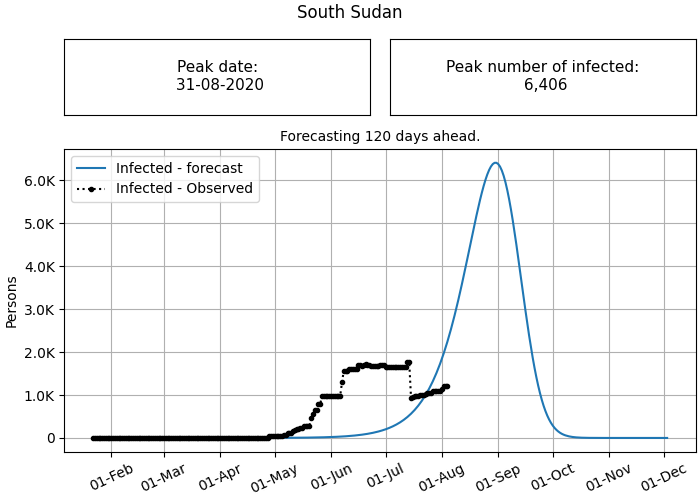 South Sudan
Peak date:
31-08-2020
Peak number of infected:
6,406
Forecasting 120 days ahead.
Infected - forecast
Infected - Observed
Persons
6.0K
5.0K
4.0K
3.0K
2.0K
1.0K
0
01-Feb
01-Mar
01-Apr
01-May
01-Jun
01-Jul
01-Aug
01-Sep
01-Oct
01-Nov
01-Dec